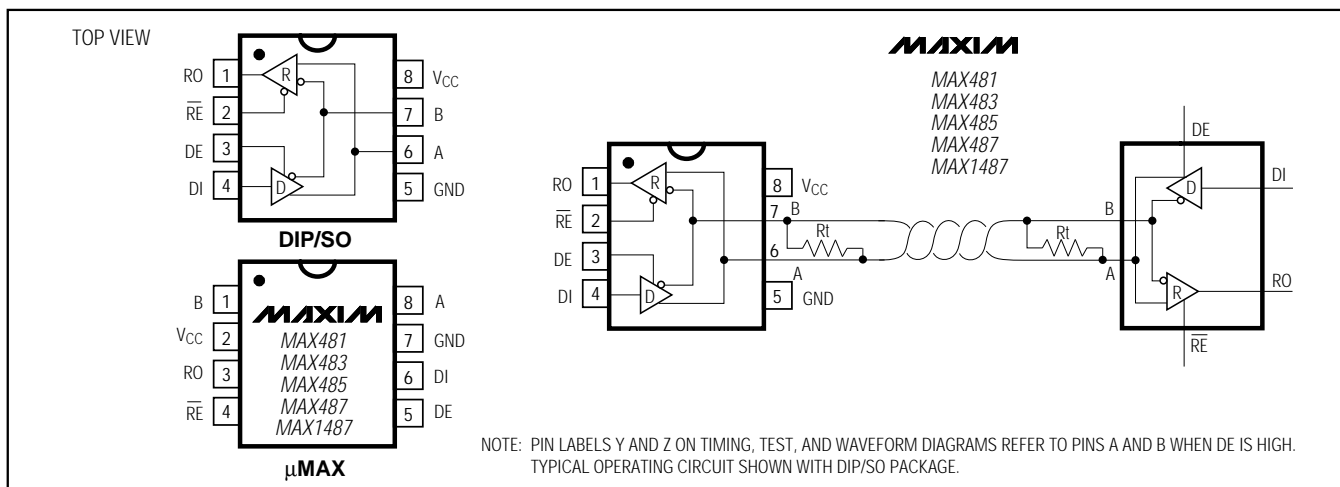 TOP VIEW
RO 1
RE 2
DE 3
DI 4
8 VCC
7 B
6 A
5 GND
R
D
DIP/SO
B 1
VCC 2
RO 3
RE 4
8 A
7 GND
6 DI
5 DE
MAXIM
MAX481
MAX483
MAX485
MAX487
MAX1487
µMAX
MAXIM
MAX481
MAX483
MAX485
MAX487
MAX1487
RO 1
RE 2
DE 3
DI 4
R
D
8 VCC
7 B
6
A
5 GND
Rt
Rt
B
A
DE
D
DI
R
RO
RE
NOTE: PIN LABELS Y AND Z ON TIMING, TEST, AND WAVEFORM DIAGRAMS REFER TO PINS A AND B WHEN DE IS HIGH.
TYPICAL OPERATING CIRCUIT SHOWN WITH DIP/SO PACKAGE.